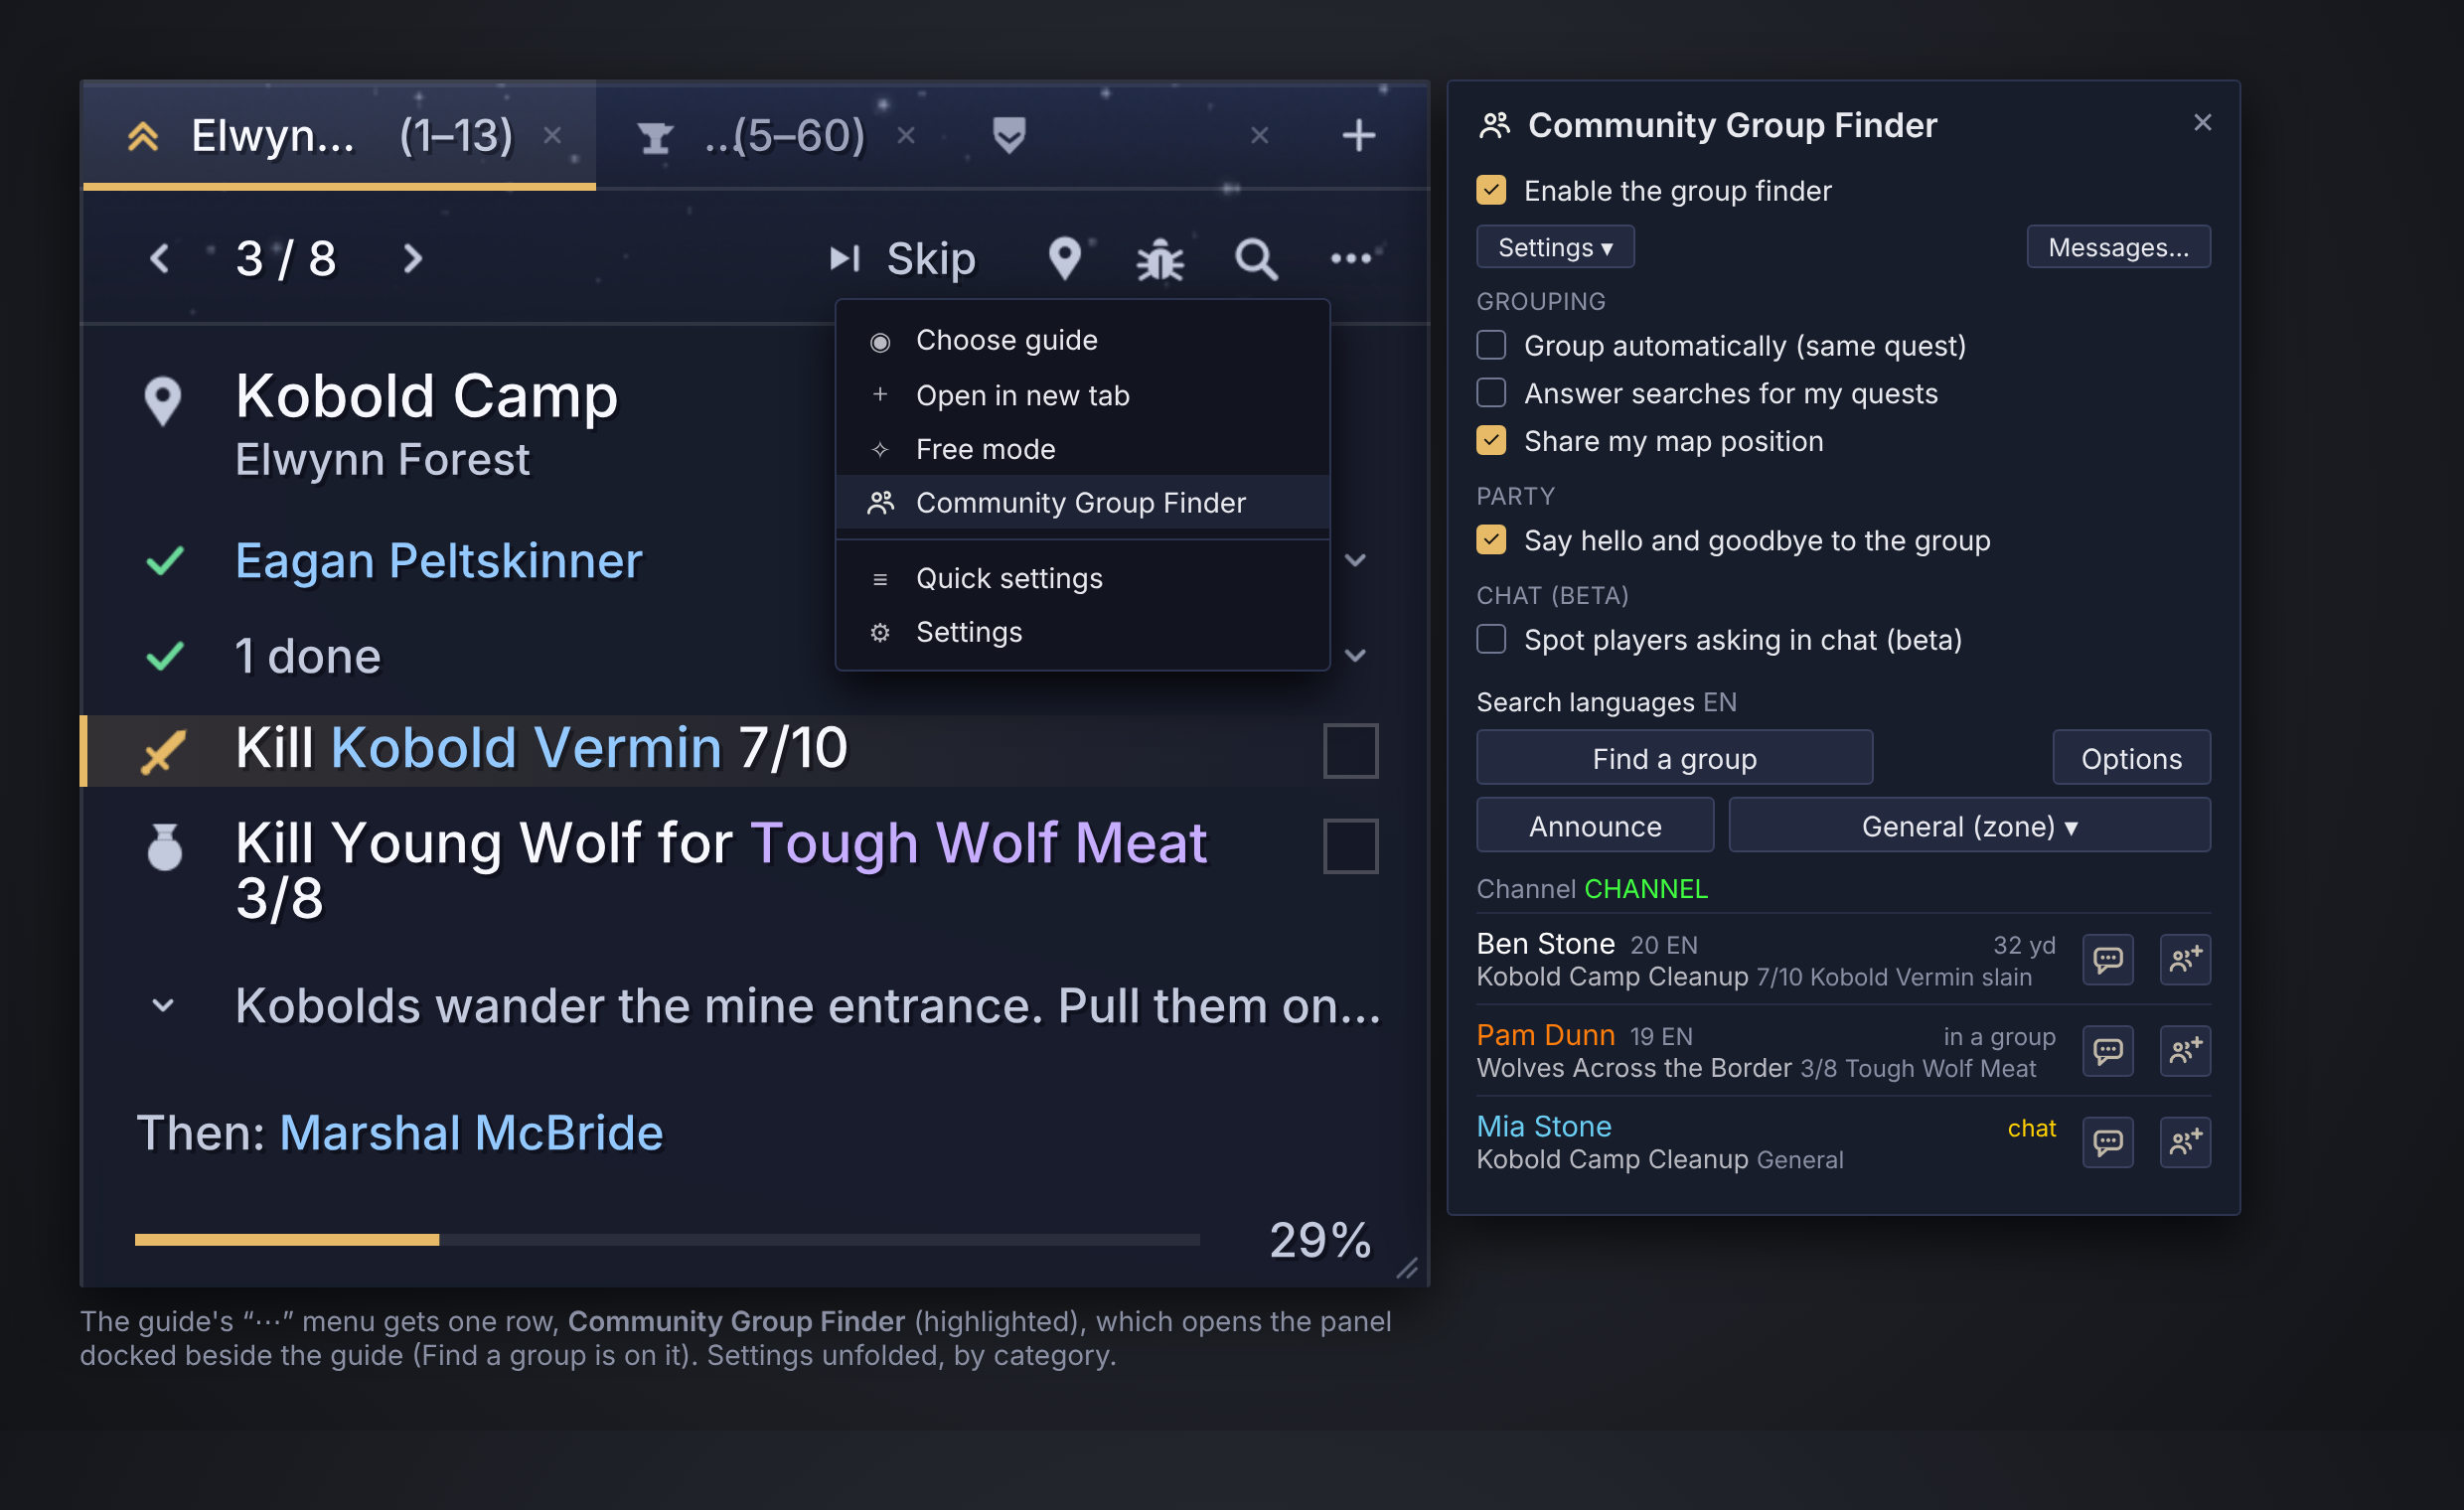 Elwyn... (1–13) ×
...(5–60) ×
×
+
3 / 8
Skip
Choose guide
Open in new tab
Free mode
Community Group Finder
Quick settings
Settings
Kobold Camp
Elwynn Forest
Eagan Peltskinner
1 done
Kill Kobold Vermin 7/10
Kill Young Wolf for Tough Wolf Meat
3/8
Kobolds wander the mine entrance. Pull them on...
Then: Marshal McBride
29%
The guide's “⋯” menu gets one row, Community Group Finder (highlighted), which opens the panel
docked beside the guide (Find a group is on it). Settings unfolded, by category.
Community Group Finder ×
Enable the group finder
Settings ▾ Messages...
GROUPING
Group automatically (same quest)
Answer searches for my quests
Share my map position
PARTY
Say hello and goodbye to the group
CHAT (BETA)
Spot players asking in chat (beta)
Search languages EN
Find a group Options
Announce General (zone) ▾
Channel CHANNEL
Ben Stone 20 EN 32 yd
Kobold Camp Cleanup 7/10 Kobold Vermin slain
Pam Dunn 19 EN in a group
Wolves Across the Border 3/8 Tough Wolf Meat
Mia Stone chat
Kobold Camp Cleanup General